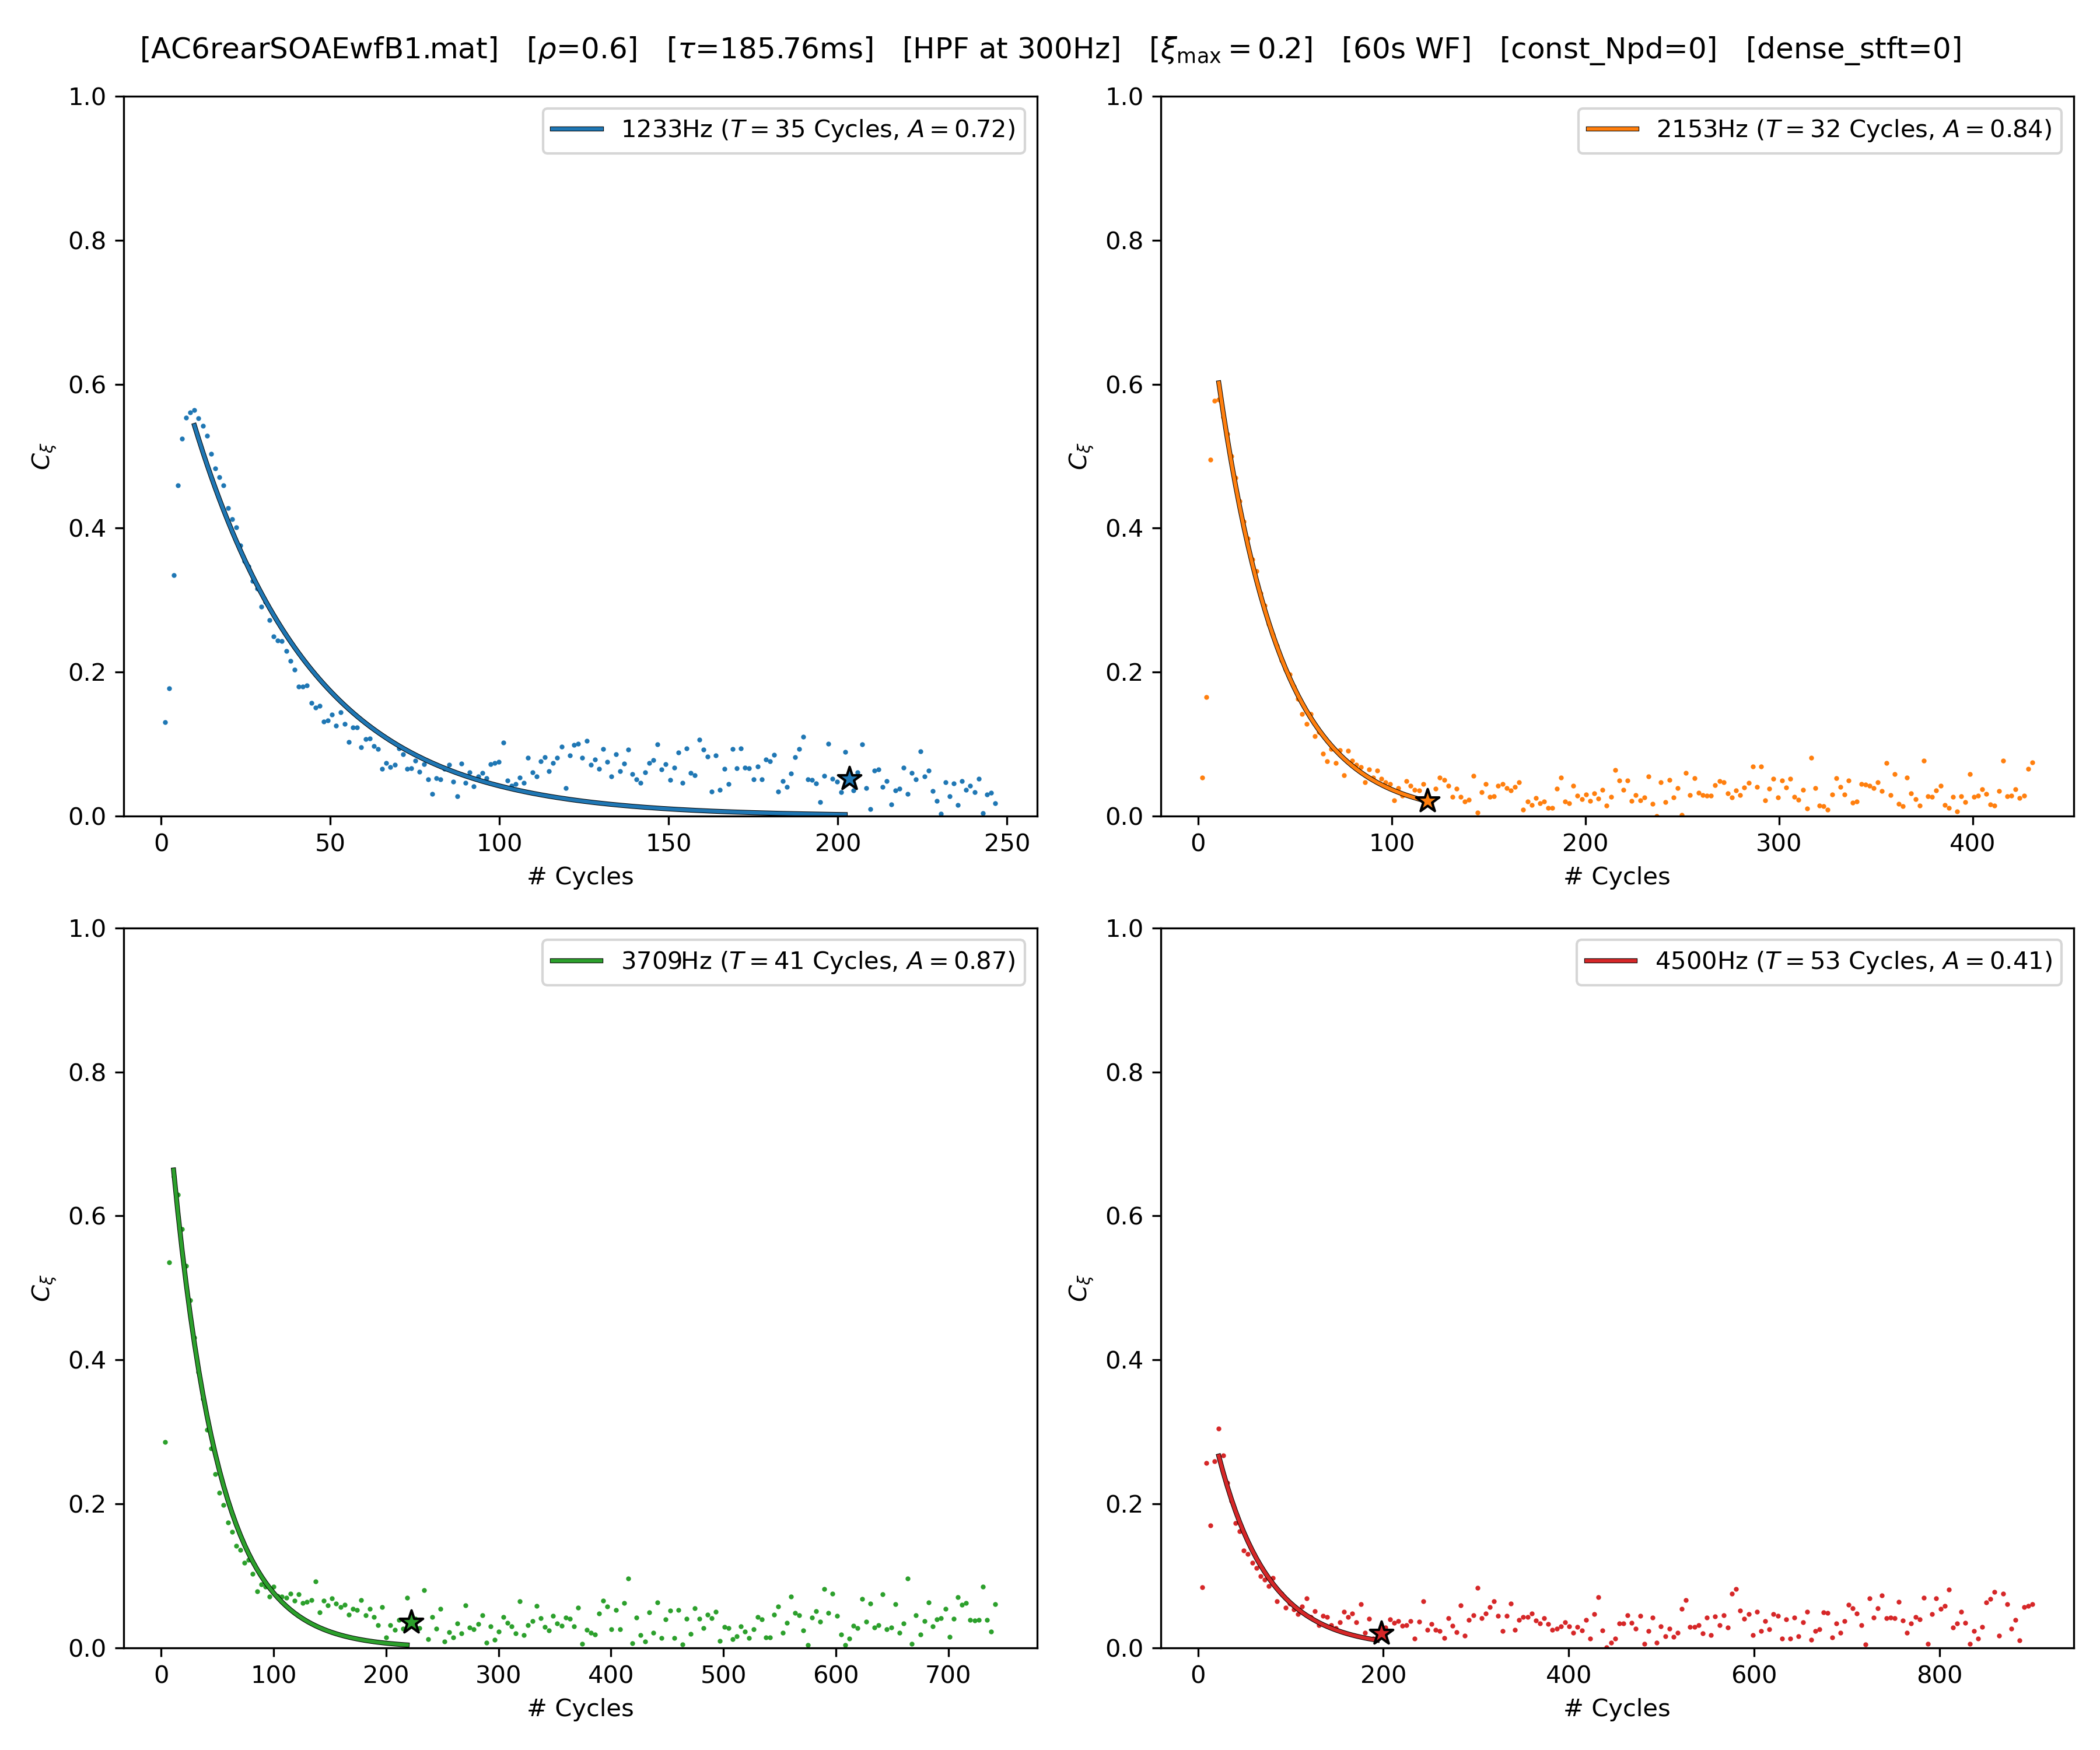 [AC6rearSOAEwfB1.mat] [ρ=0.6] [τ=185.76ms] [HPF at 300Hz] [ξmax = 0.2] [60s WF] [const_Npd=0] [dense_stft=0]
1233Hz (T = 35 Cycles, A = 0.72)
1.0
0.8
0.6
0.4
0.2
0.0
Cξ
0 50 100 150 200 250
# Cycles
2153Hz (T = 32 Cycles, A = 0.84)
1.0
0.8
0.6
0.4
0.2
0.0
Cξ
0 100 200 300 400
# Cycles
3709Hz (T = 41 Cycles, A = 0.87)
1.0
0.8
0.6
0.4
0.2
0.0
Cξ
0 100 200 300 400 500 600 700
# Cycles
4500Hz (T = 53 Cycles, A = 0.41)
1.0
0.8
0.6
0.4
0.2
0.0
Cξ
0 200 400 600 800
# Cycles